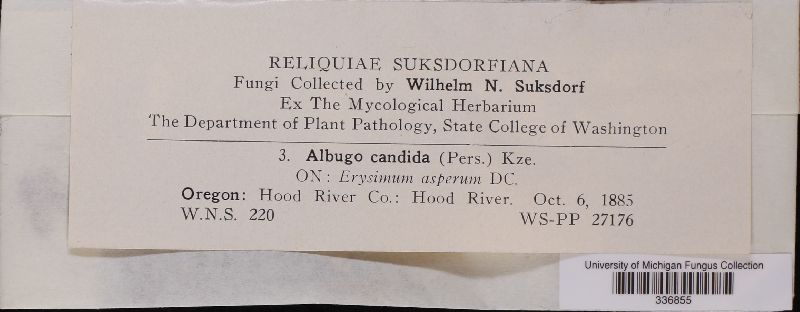 RELIQUIAE SUKSDORFIANA
Fungi Collected by Wilhelm N. Suksdorf
Ex The Mycological Herbarium
The Department of Plant Pathology, State College of Washington
3. Albugo candida (Pers.) Kze.
ON: Erysimum asperum DC.
Oregon: Hood River Co.: Hood River. Oct. 6, 1885
W.N.S. 220 WS-PP 27176
University of Michigan Fungus Collection
336855